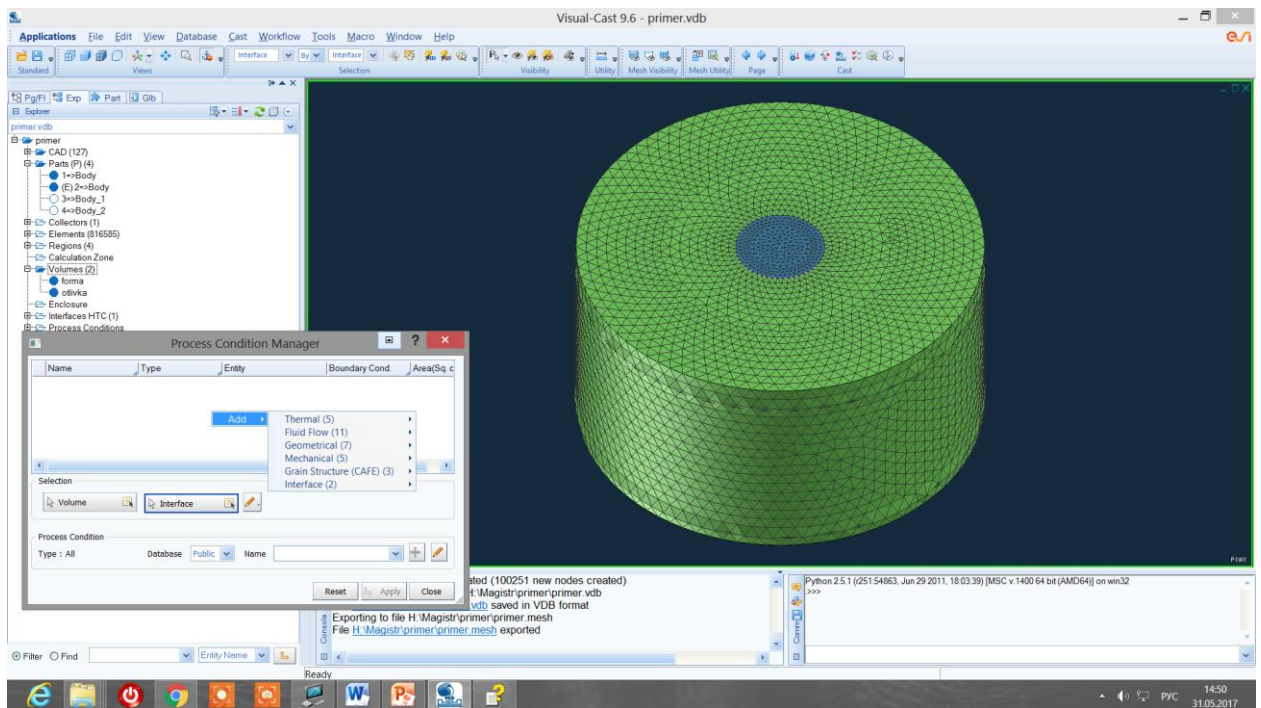 Visual-Cast 9.6 - primer.vdb
Applications File Edit View Database Cast Workflow Tools Macro Window Help
esi
Interface By Interface
Standard Views Selection Visibility Utility Mesh Visibility Mesh Utility Page Cast
Pg/Fl Exp Part Glb
Explorer
primer.vdb
primer
CAD (127)
Parts (P) (4)
1=>Body
(E) 2=>Body
3=>Body_1
4=>Body_2
Collectors (1)
Elements (816585)
Regions (4)
Calculation Zone
Volumes (2)
forma
otlivka
Enclosure
Interfaces HTC (1)
Process Conditions
Process Condition Manager
Name Type Entity Boundary Cond. Area(Sq. c
Add
Thermal (5)
Fluid Flow (11)
Geometrical (7)
Mechanical (5)
Grain Structure (CAFE) (3)
Interface (2)
Selection
Volume Interface
Process Condition
Type : All Database Public Name
Reset Apply Close
P1W1
ated (100251 new nodes created)
H:\Magistr\primer\primer.vdb
.vdb saved in VDB format
Exporting to file H:\Magistr\primer\primer.mesh
File H:\Magistr\primer\primer.mesh exported
Console
Python 2.5.1 (r251:54863, Jun 29 2011, 18:03:39) [MSC v.1400 64 bit (AMD64)] on win32
>>>
Comm
Filter Find Entity Name
Ready
РУС
14:50
31.05.2017